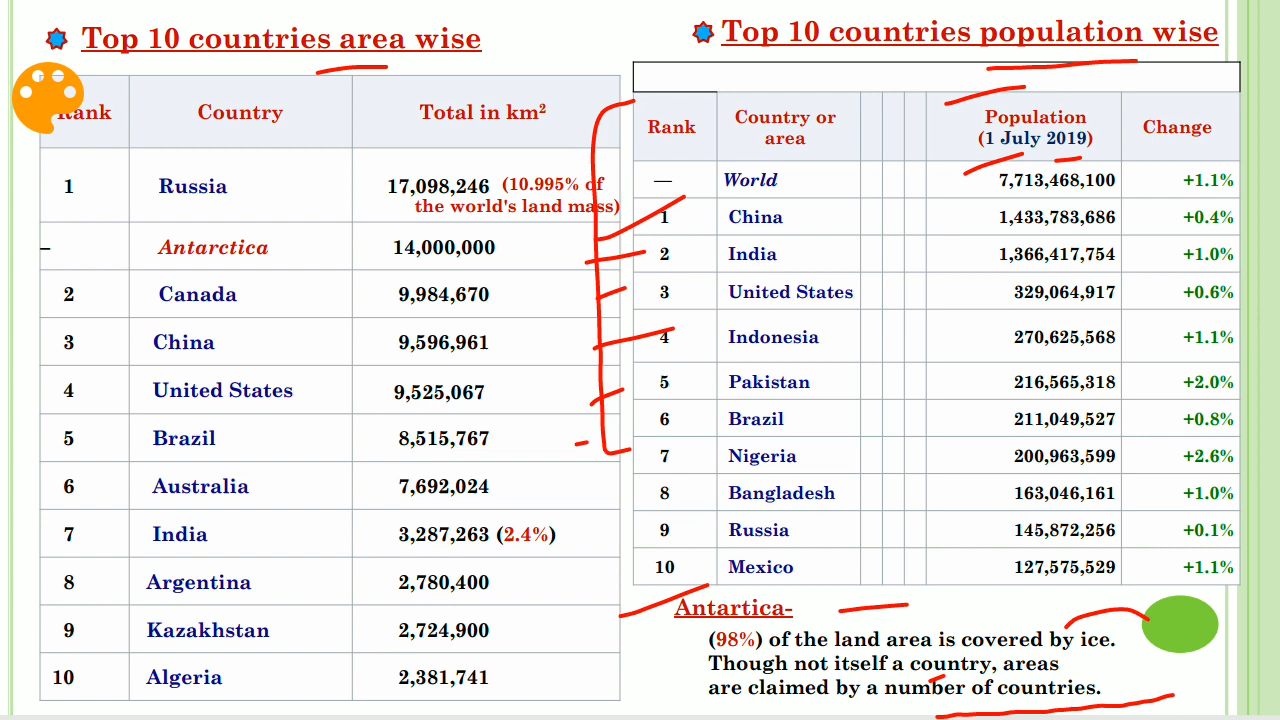 Top 10 countries area wise
Rank Country Total in km²
1 Russia 17,098,246 (10.995% of
the world's land mass)
– Antarctica 14,000,000
2 Canada 9,984,670
3 China 9,596,961
4 United States 9,525,067
5 Brazil 8,515,767
6 Australia 7,692,024
7 India 3,287,263 (2.4%)
8 Argentina 2,780,400
9 Kazakhstan 2,724,900
10 Algeria 2,381,741
Top 10 countries population wise
Rank Country or area Population (1 July 2019) Change
— World 7,713,468,100 +1.1%
1 China 1,433,783,686 +0.4%
2 India 1,366,417,754 +1.0%
3 United States 329,064,917 +0.6%
4 Indonesia 270,625,568 +1.1%
5 Pakistan 216,565,318 +2.0%
6 Brazil 211,049,527 +0.8%
7 Nigeria 200,963,599 +2.6%
8 Bangladesh 163,046,161 +1.0%
9 Russia 145,872,256 +0.1%
10 Mexico 127,575,529 +1.1%
Antartica-
(98%) of the land area is covered by ice.
Though not itself a country, areas
are claimed by a number of countries.